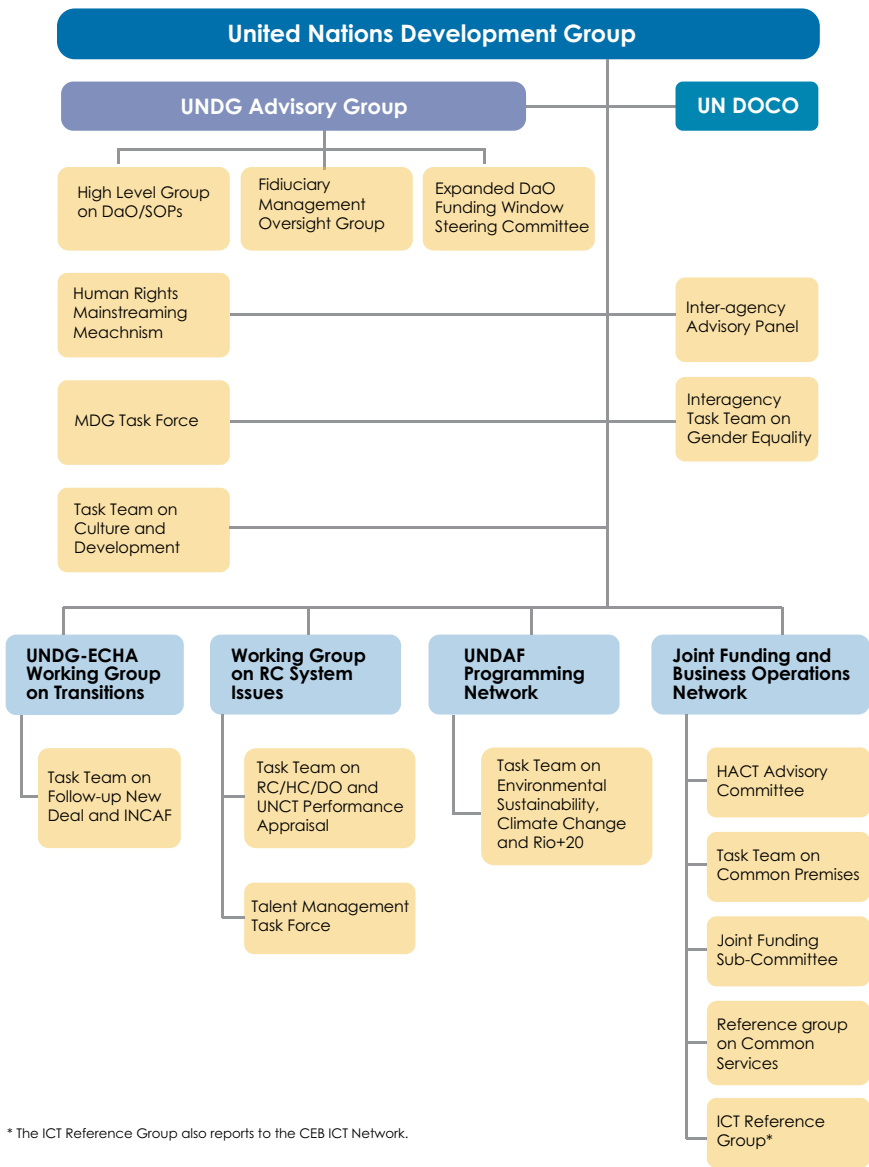 United Nations Development Group
UNDG Advisory Group
UN DOCO
High Level Group
on DaO/SOPs
Fiduciary
Management
Oversight Group
Expanded DaO
Funding Window
Steering Committee
Human Rights
Mainstreaming
Meachnism
Inter-agency
Advisory Panel
MDG Task Force
Interagency
Task Team on
Gender Equality
Task Team on
Culture and
Development
UNDG-ECHA
Working Group
on Transitions
Working Group
on RC System
Issues
UNDAF
Programming
Network
Joint Funding and
Business Operations
Network
Task Team on
Follow-up New
Deal and INCAF
Task Team on
RC/HC/DO and
UNCT Performance
Appraisal
Talent Management
Task Force
Task Team on
Environmental
Sustainability,
Climate Change
and Rio+20
HACT Advisory
Committee
Task Team on
Common Premises
Joint Funding
Sub-Committee
Reference group
on Common
Services
ICT Reference
Group*
* The ICT Reference Group also reports to the CEB ICT Network.